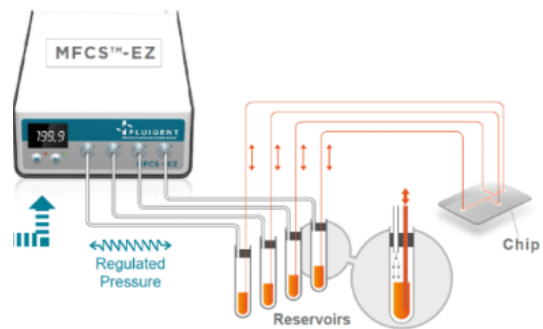 MFCS™-EZ
199.9
FLUIGENT
MFCS - EZ
Regulated
Pressure
Reservoirs
Chip